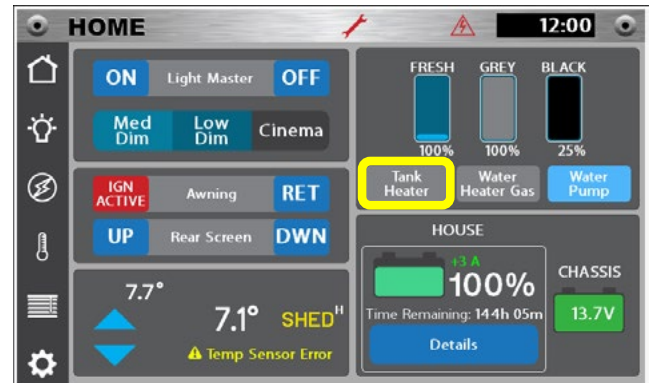 HOME 12:00
ON Light Master OFF
Med Dim Low Dim Cinema
IGN ACTIVE Awning RET
UP Rear Screen DWN
7.7°
7.1° SHED H
Temp Sensor Error
FRESH GREY BLACK
100% 100% 25%
Tank Heater Water Heater Gas Water Pump
HOUSE
+3 A
100%
Time Remaining: 144h 05m
Details
CHASSIS
13.7V